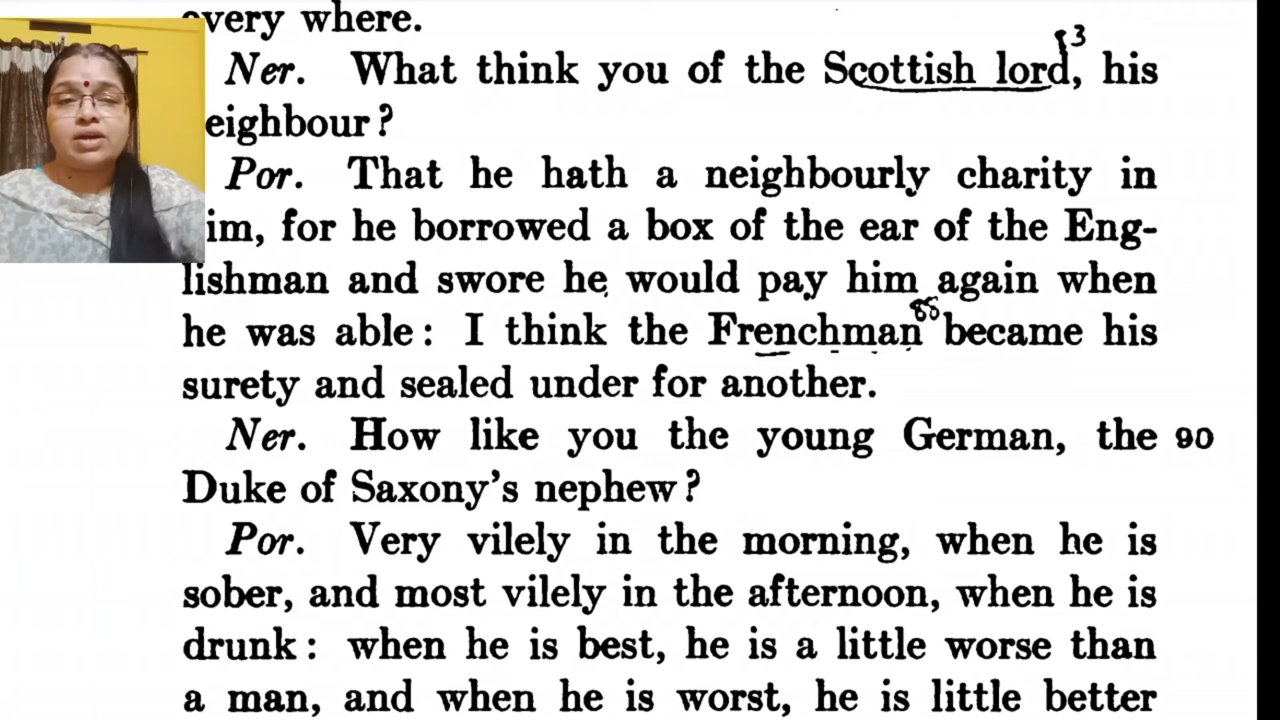 every where.
Ner. What think you of the Scottish lord, his
eighbour?
Por. That he hath a neighbourly charity in
im, for he borrowed a box of the ear of the Eng-
lishman and swore he would pay him again when
he was able: I think the Frenchman became his
surety and sealed under for another.
Ner. How like you the young German, the 90
Duke of Saxony's nephew?
Por. Very vilely in the morning, when he is
sober, and most vilely in the afternoon, when he is
drunk: when he is best, he is a little worse than
a man, and when he is worst, he is little better